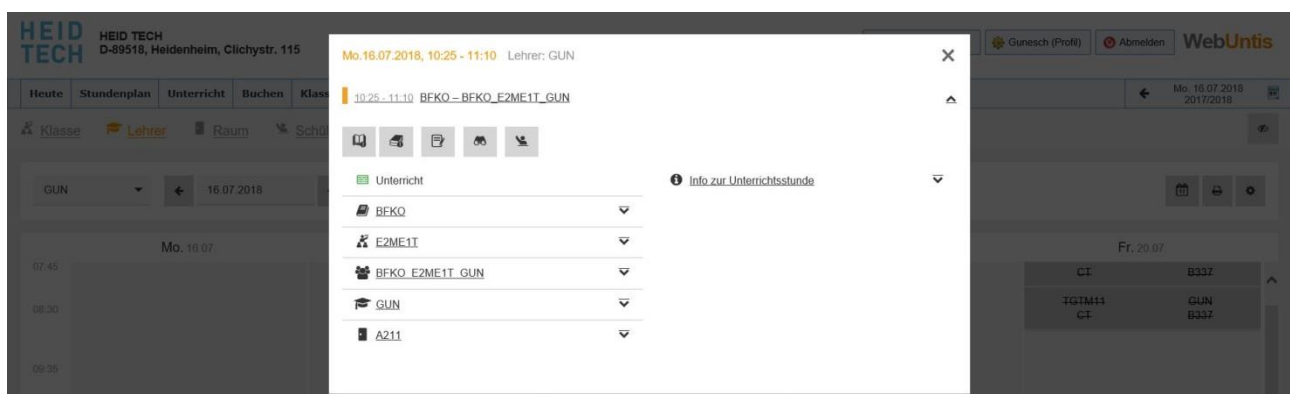 HEID TECH
HEID TECH
D-89518, Heidenheim, Clichystr. 115
Gunesch (Profil) Abmelden WebUntis
Heute Stundenplan Unterricht Buchen Klass
Mo. 16.07.2018
2017/2018
Klasse Lehrer Raum Schül
GUN 16.07.2018
Mo. 16.07.
Fr. 20.07.
07:45
08:30
09:35
CT B337
TGTM11 GUN
CT B337
Mo.16.07.2018, 10:25 - 11:10 Lehrer: GUN
10:25 - 11:10 BFKO – BFKO_E2ME1T_GUN
Unterricht
Info zur Unterrichtsstunde
BFKO
E2ME1T
BFKO_E2ME1T_GUN
GUN
A211